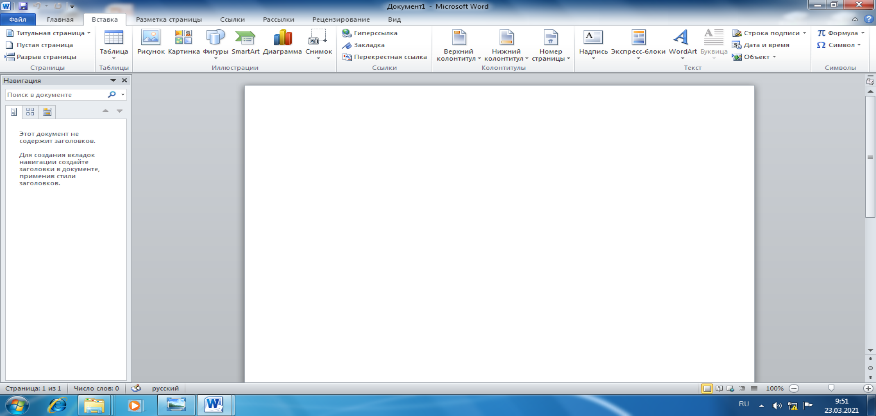 Документ1 - Microsoft Word
Файл Главная Вставка Разметка страницы Ссылки Рассылки Рецензирование Вид
Титульная страница
Пустая страница
Разрыв страницы
Страницы
Таблица
Таблицы
Рисунок Картинка Фигуры SmartArt Диаграмма Снимок
Иллюстрации
Гиперссылка
Закладка
Перекрестная ссылка
Ссылки
Верхний колонтитул
Нижний колонтитул
Номер страницы
Колонтитулы
Надпись Экспресс-блоки WordArt Буквица
Строка подписи
Дата и время
Объект
Текст
π Формула
Ω Символ
Символы
Навигация
Поиск в документе
Этот документ не
содержит заголовков.
Для создания вкладок
навигации создайте
заголовки в документе,
применив стили
заголовков.
Страница: 1 из 1 Число слов: 0 русский 100%
RU 9:51
23.03.2021